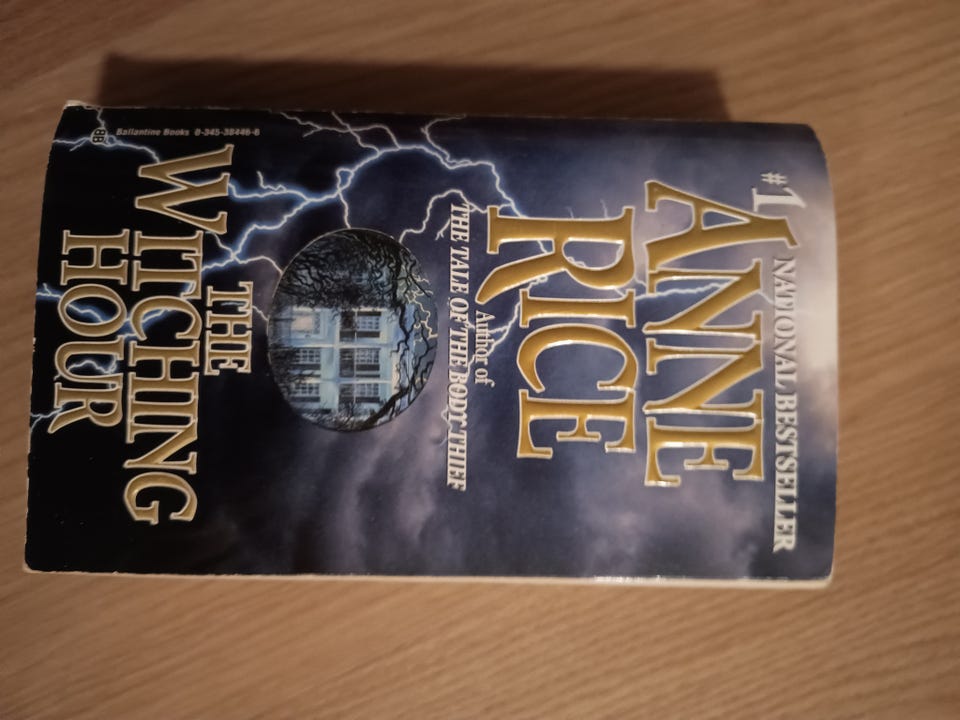 #1 NATIONAL BESTSELLER
ANNE
RICE
Author of
THE TALE OF THE BODY THIEF
THE
WITCHING
HOUR
BB
Ballantine Books 0-345-38446-6